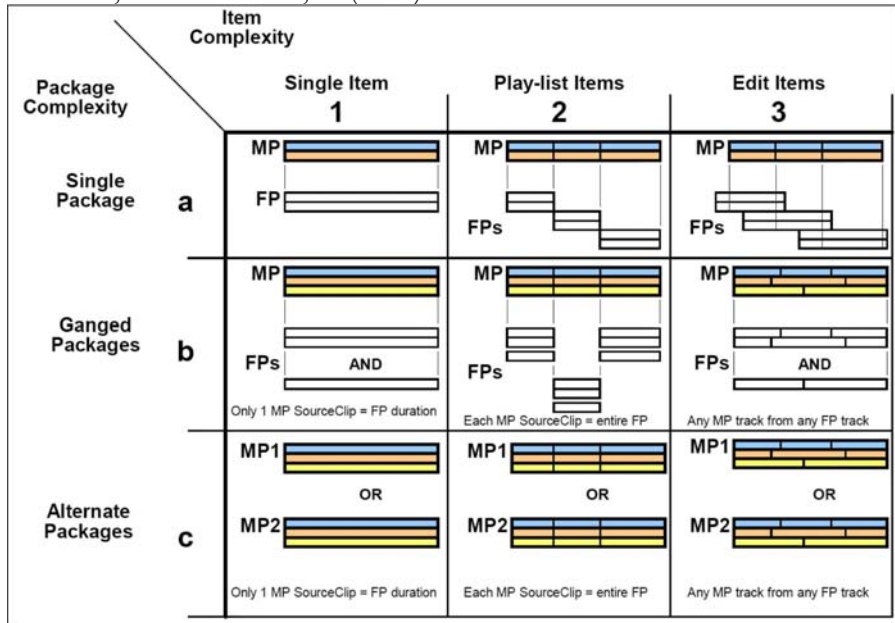 Item
Complexity
Package
Complexity
Single Item
1
Play-list Items
2
Edit Items
3
Single
Package
a
MP
FP
MP
FPs
MP
FPs
Ganged
Packages
b
MP
FPs
AND
Only 1 MP SourceClip = FP duration
MP
FPs
Each MP SourceClip = entire FP
MP
FPs
AND
Any MP track from any FP track
Alternate
Packages
c
MP1
OR
MP2
Only 1 MP SourceClip = FP duration
MP1
OR
MP2
Each MP SourceClip = entire FP
MP1
OR
MP2
Any MP track from any FP track